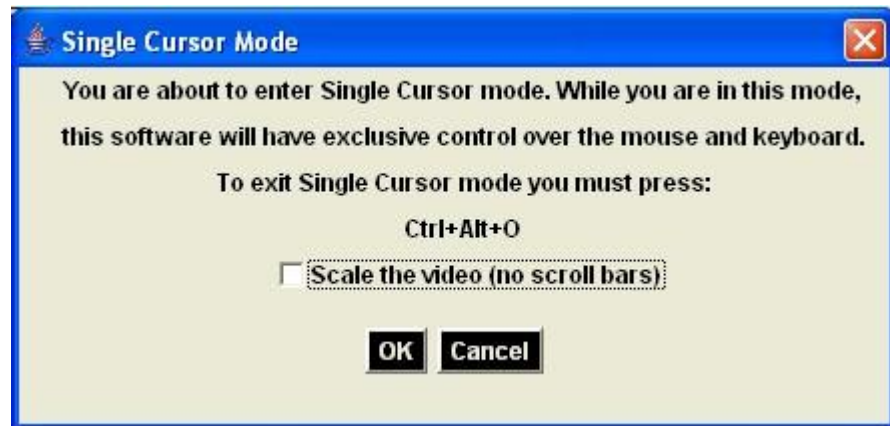 Single Cursor Mode
You are about to enter Single Cursor mode. While you are in this mode,
this software will have exclusive control over the mouse and keyboard.
To exit Single Cursor mode you must press:
Ctrl+Alt+O
Scale the video (no scroll bars)
OK Cancel